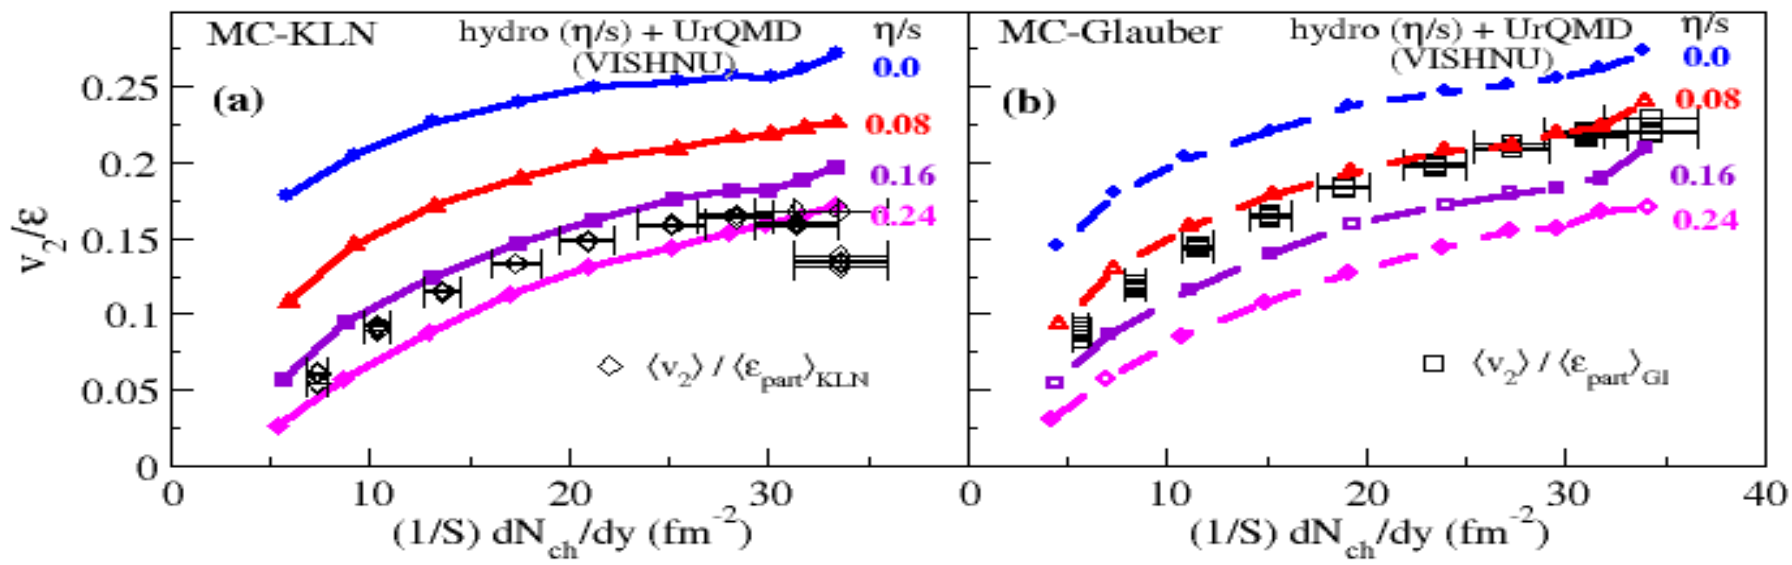 MC-KLN hydro (η/s) + UrQMD η/s
(VISHNU) 0.0
(a)
0.08
0.16
0.24
⟨v2⟩ / ⟨εpart⟩KLN
MC-Glauber hydro (η/s) + UrQMD η/s
(VISHNU) 0.0
(b)
0.08
0.16
0.24
⟨v2⟩ / ⟨εpart⟩Gl
v2/ε
0.25
0.2
0.15
0.1
0.05
0
0 10 20 30 0 10 20 30 40
(1/S) dNch/dy (fm-2) (1/S) dNch/dy (fm-2)